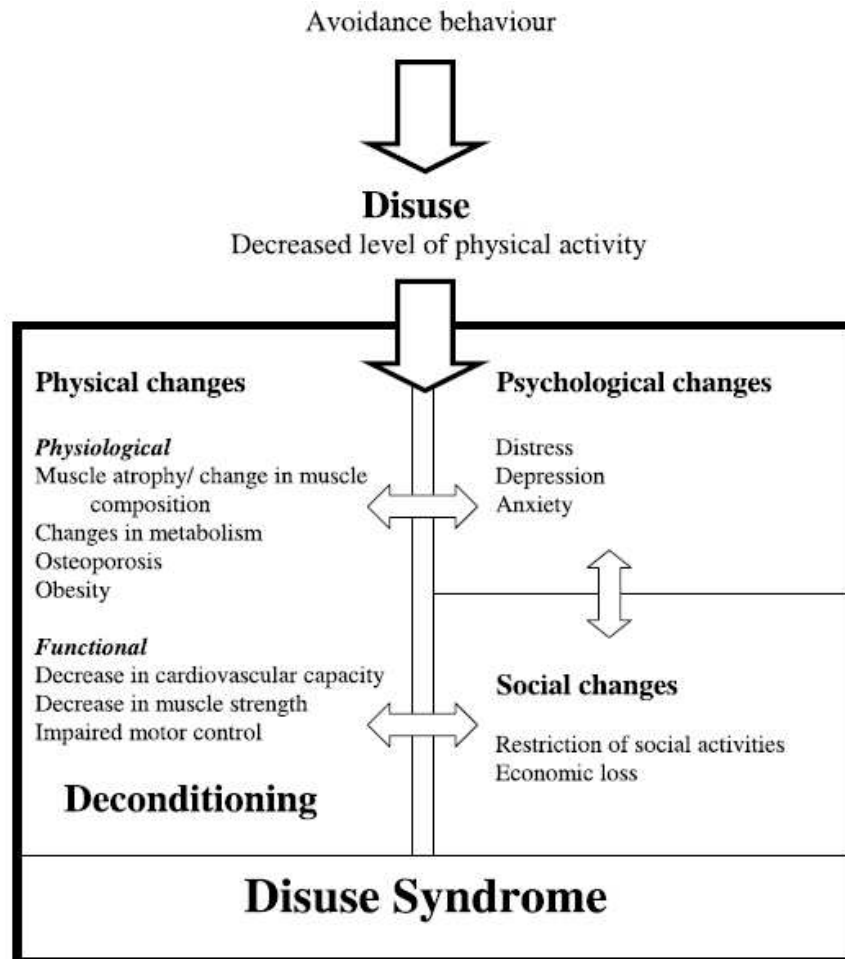 Avoidance behaviour
Disuse
Decreased level of physical activity
Physical changes
Physiological
Muscle atrophy/ change in muscle
composition
Changes in metabolism
Osteoporosis
Obesity
Functional
Decrease in cardiovascular capacity
Decrease in muscle strength
Impaired motor control
Deconditioning
Psychological changes
Distress
Depression
Anxiety
Social changes
Restriction of social activities
Economic loss
Disuse Syndrome